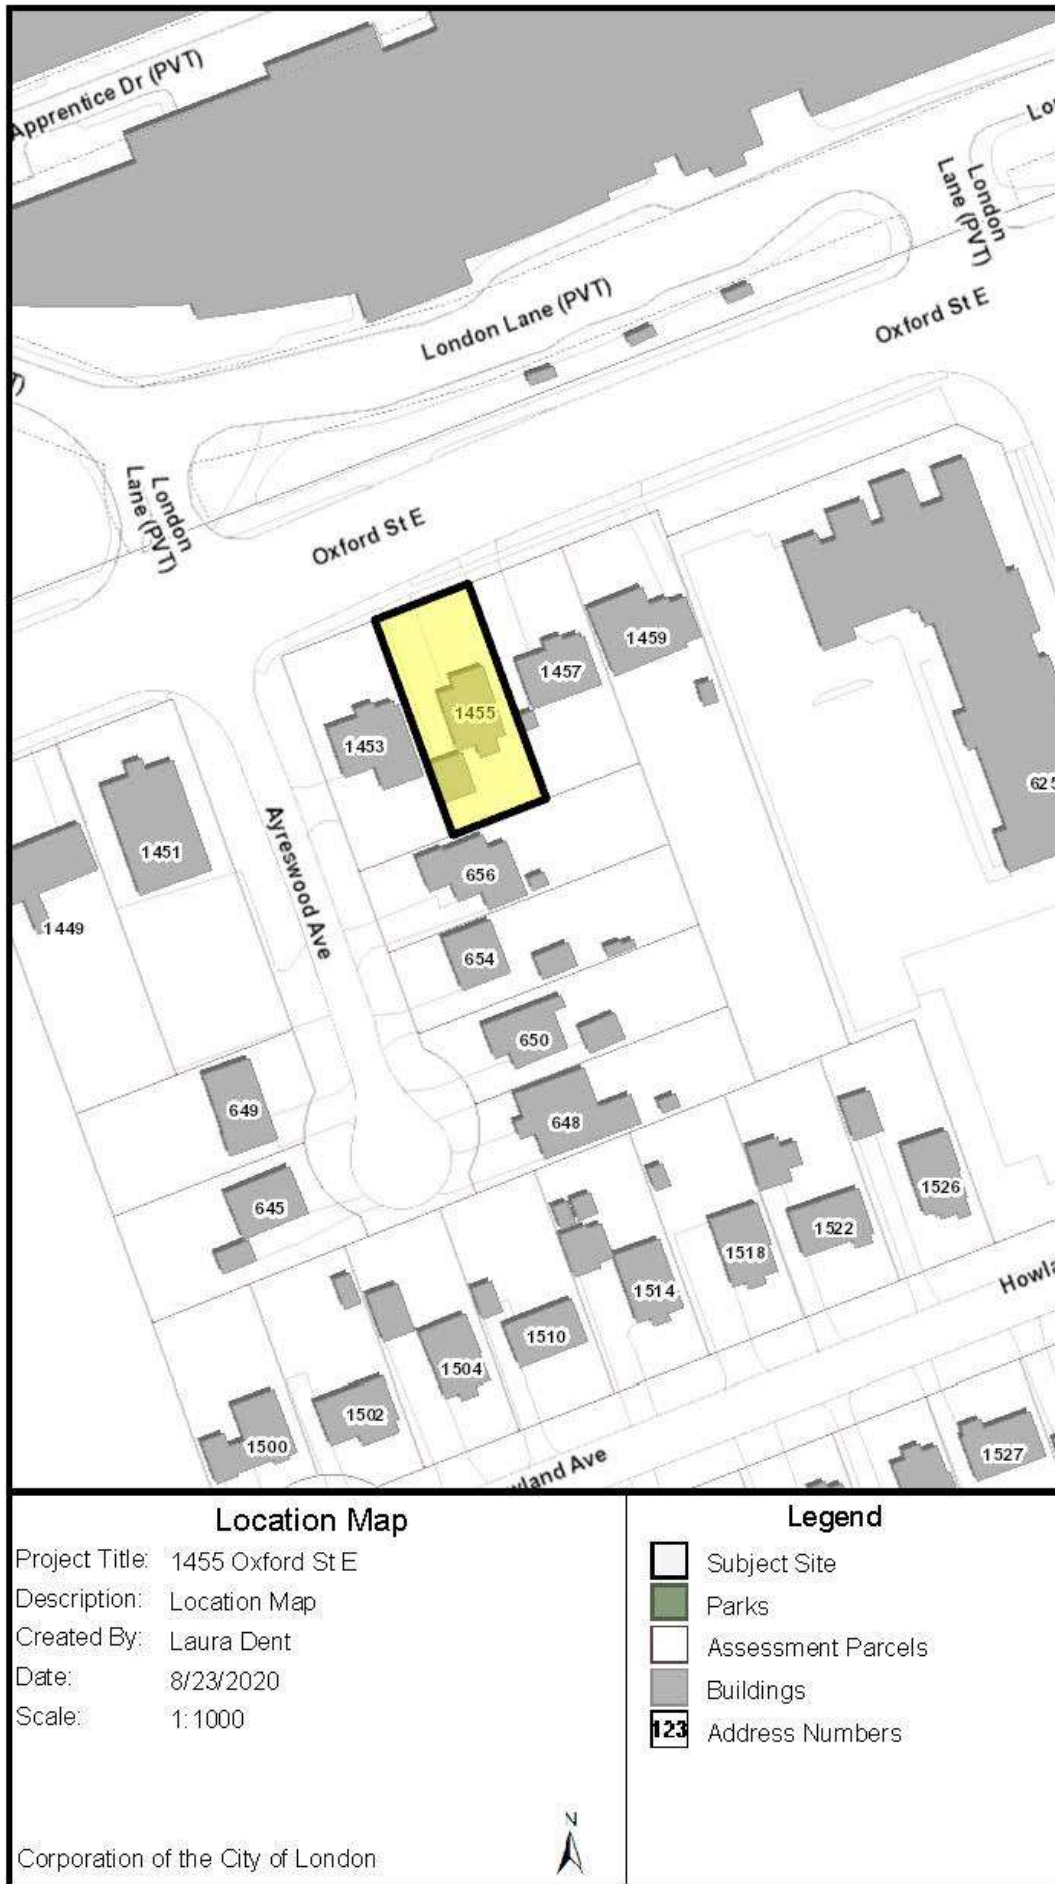 Apprentice Dr (PVT)
London
Lane (PVT)
London Lane (PVT)
Oxford St E
London
Lane (PVT)
Oxford St E
1459
1457
1455
1453
625
1451
Ayreswood Ave
656
1449
654
650
649
648
645
1526
1522
1518
1514
1510
1504
1502
1500
1527
Location Map
Project Title: 1455 Oxford St E
Description: Location Map
Created By: Laura Dent
Date: 8/23/2020
Scale: 1:1000
N
Corporation of the City of London
Legend
Subject Site
Parks
Assessment Parcels
Buildings
123 Address Numbers